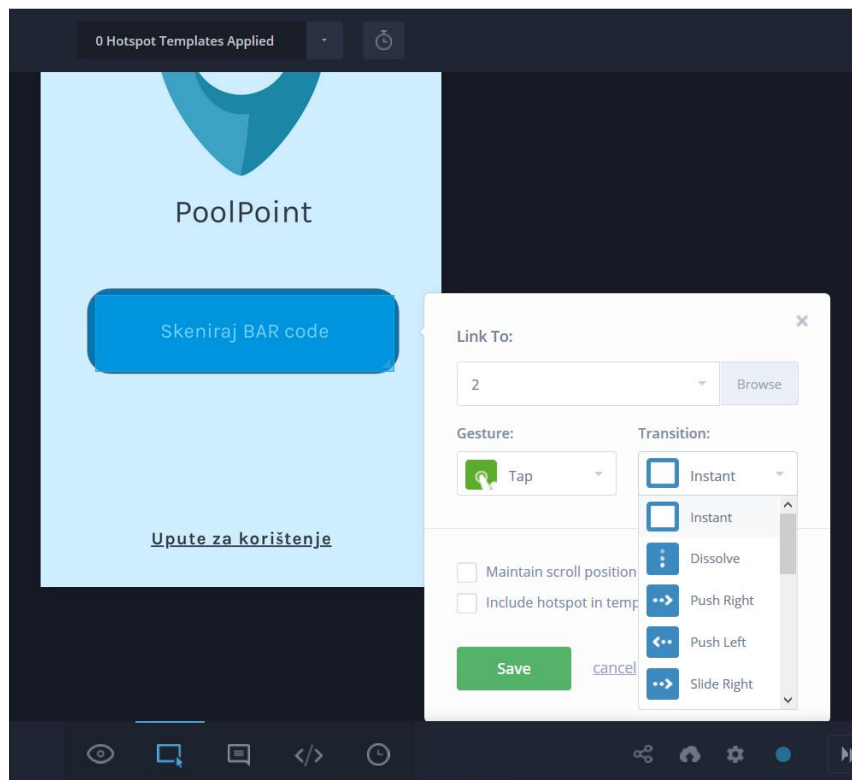 0 Hotspot Templates Applied
PoolPoint
Skeniraj BAR code
Upute za korištenje
Link To:
2
Browse
Gesture:
Transition:
Tap
Instant
Instant
Dissolve
Push Right
Push Left
Slide Right
Maintain scroll position
Include hotspot in temp
Save
cancel